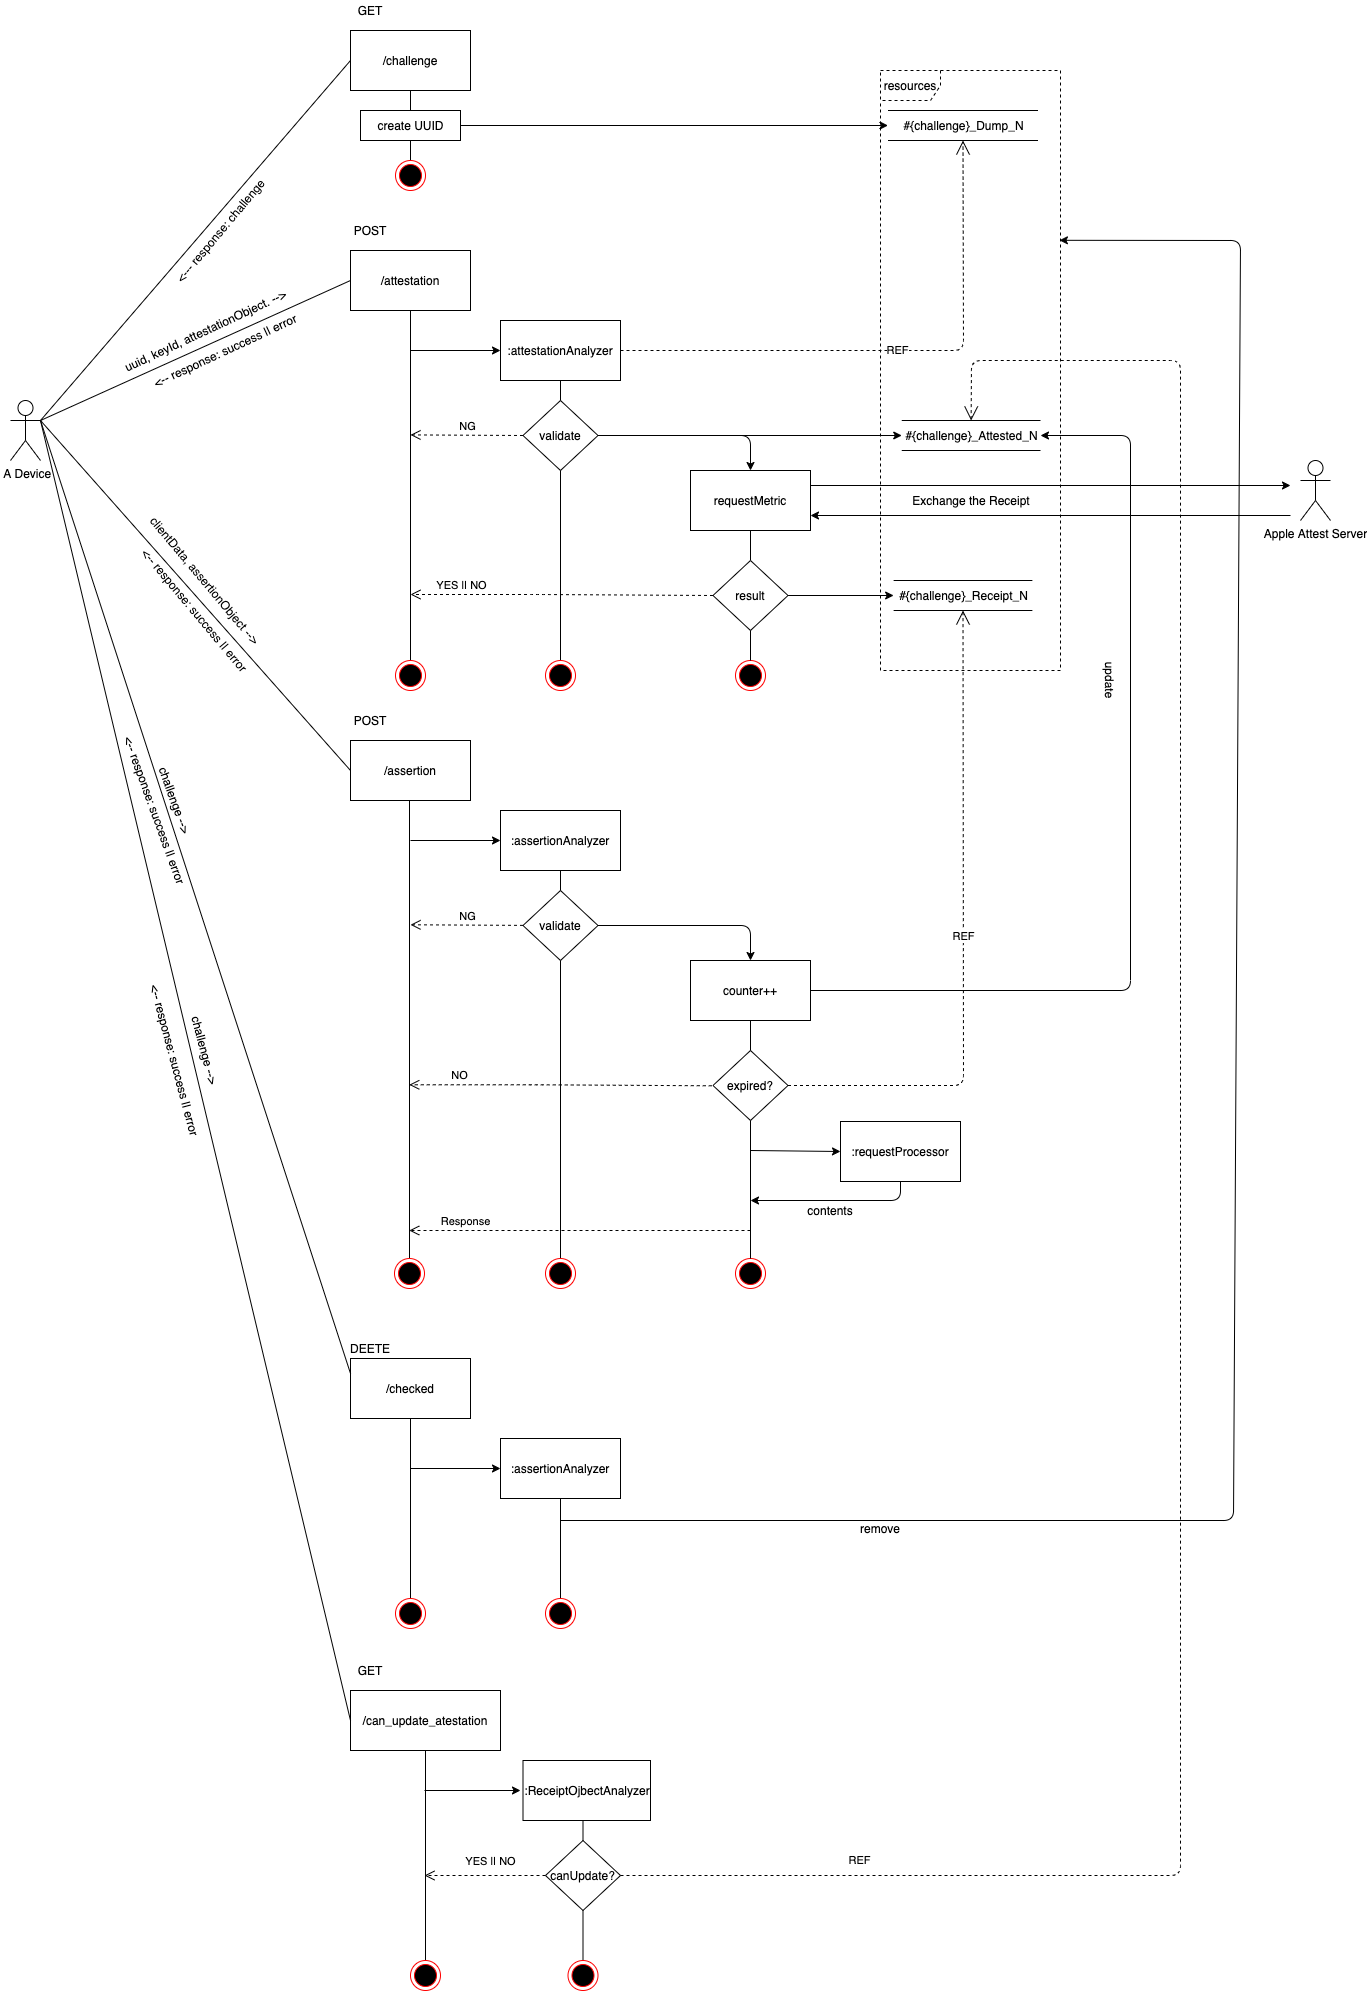 GET
/challenge
resources
create UUID
#{challenge}_Dump_N
<--- response: challenge
POST
/attestation
uuid, keyId, attestationObject. -->
<-- response: success || error
:attestationAnalyzer
REF
NG
validate
#{challenge}_Attested_N
A Device
requestMetric
Exchange the Receipt
Apple Attest Server
clientData, assertionObject -->
<-- response: success || error
YES || NO
result
#{challenge}_Receipt_N
update
POST
/assertion
challenge -->
<-- response: success || error
:assertionAnalyzer
NG
validate
REF
counter++
challenge -->
<-- response: success || error
NO
expired?
:requestProcessor
contents
Response
DEETE
/checked
:assertionAnalyzer
remove
GET
/can_update_atestation
:ReceiptOjbectAnalyzer
YES || NO
canUpdate?
REF